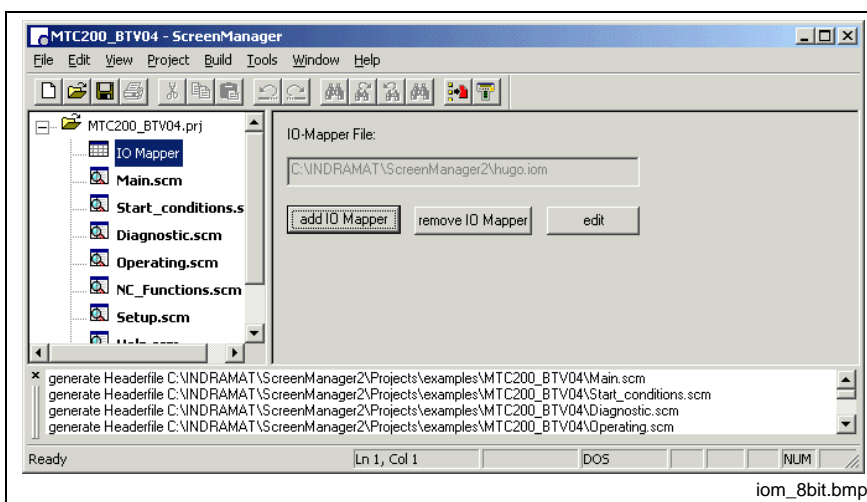 MTC200_BTV04 - ScreenManager
File Edit View Project Build Tools Window Help
MTC200_BTV04.prj
IO Mapper
Main.scm
Start_conditions.s
Diagnostic.scm
Operating.scm
NC_Functions.scm
Setup.scm
IO-Mapper File:
C:\INDRAMAT\ScreenManager2\hugo.iom
add IO Mapper remove IO Mapper edit
generate Headerfile C:\INDRAMAT\ScreenManager2\Projects\examples\MTC200_BTV04\Main.scm
generate Headerfile C:\INDRAMAT\ScreenManager2\Projects\examples\MTC200_BTV04\Start_conditions.scm
generate Headerfile C:\INDRAMAT\ScreenManager2\Projects\examples\MTC200_BTV04\Diagnostic.scm
generate Headerfile C:\INDRAMAT\ScreenManager2\Projects\examples\MTC200_BTV04\Operating.scm
Ready Ln 1, Col 1 DOS NUM
iom_8bit.bmp